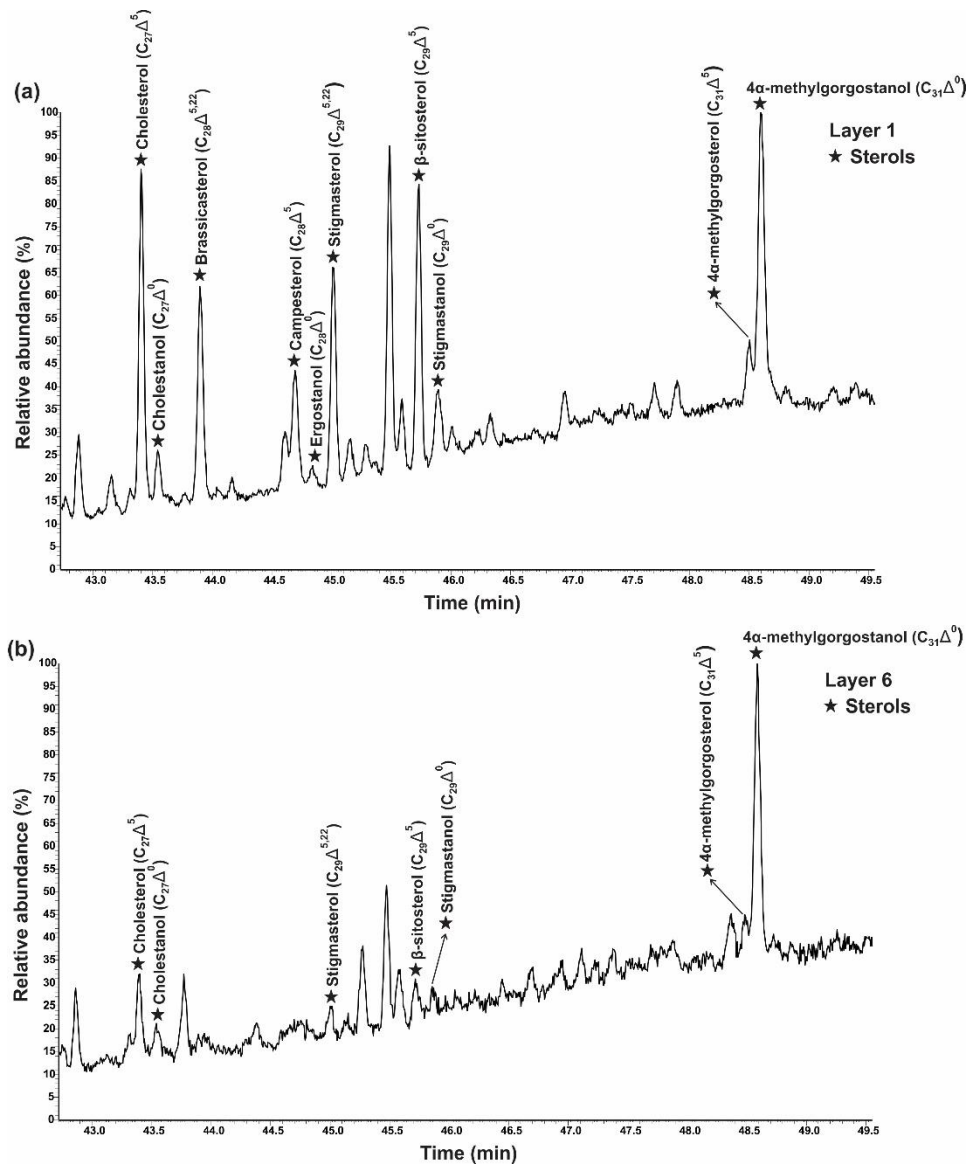 (a)
Cholesterol (C₂₇Δ⁵)
Cholestanol (C₂₇Δ⁰)
Brassicasterol (C₂₈Δ⁵,²²)
Campesterol (C₂₈Δ⁵)
Ergostanol (C₂₈Δ⁰)
Stigmasterol (C₂₉Δ⁵,²²)
β-sitosterol (C₂₉Δ⁵)
Stigmastanol (C₂₉Δ⁰)
4α-methylgorgosterol (C₃₁Δ⁵)
4α-methylgorgostanol (C₃₁Δ⁰)
Layer 1
★ Sterols
Relative abundance (%)
100
95
90
85
80
75
70
65
60
55
50
45
40
35
30
25
20
15
10
5
0
43.0 43.5 44.0 44.5 45.0 45.5 46.0 46.5 47.0 47.5 48.0 48.5 49.0 49.5
Time (min)
(b)
Cholesterol (C₂₇Δ⁵)
Cholestanol (C₂₇Δ⁰)
Stigmasterol (C₂₉Δ⁵,²²)
β-sitosterol (C₂₉Δ⁵)
Stigmastanol (C₂₉Δ⁰)
4α-methylgorgosterol (C₃₁Δ⁵)
4α-methylgorgostanol (C₃₁Δ⁰)
Layer 6
★ Sterols
Relative abundance (%)
100
95
90
85
80
75
70
65
60
55
50
45
40
35
30
25
20
15
10
5
0
43.0 43.5 44.0 44.5 45.0 45.5 46.0 46.5 47.0 47.5 48.0 48.5 49.0 49.5
Time (min)